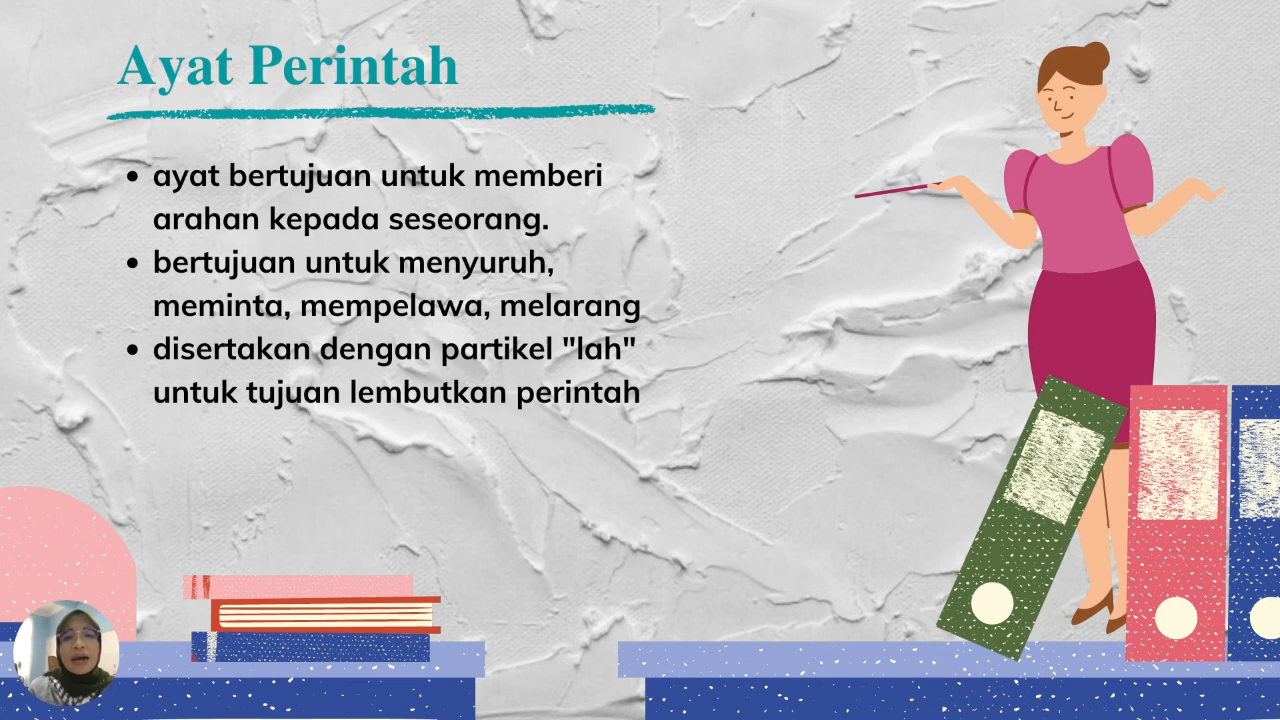 Ayat Perintah
• ayat bertujuan untuk memberi
arahan kepada seseorang.
• bertujuan untuk menyuruh,
meminta, mempelawa, melarang
• disertakan dengan partikel "lah"
untuk tujuan lembutkan perintah